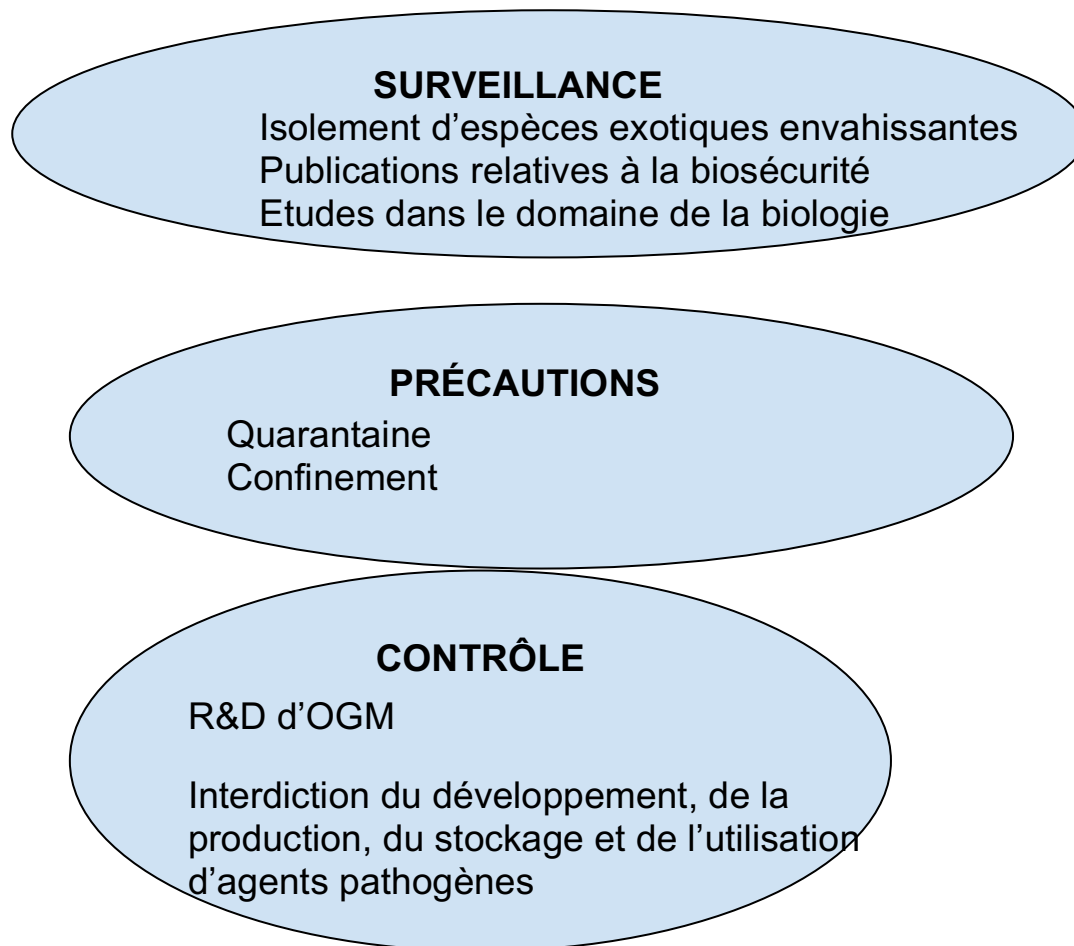 SURVEILLANCE
Isolement d’espèces exotiques envahissantes
Publications relatives à la biosécurité
Etudes dans le domaine de la biologie
PRÉCAUTIONS
Quarantaine
Confinement
CONTRÔLE
R&D d’OGM
Interdiction du développement, de la
production, du stockage et de l’utilisation
d’agents pathogènes